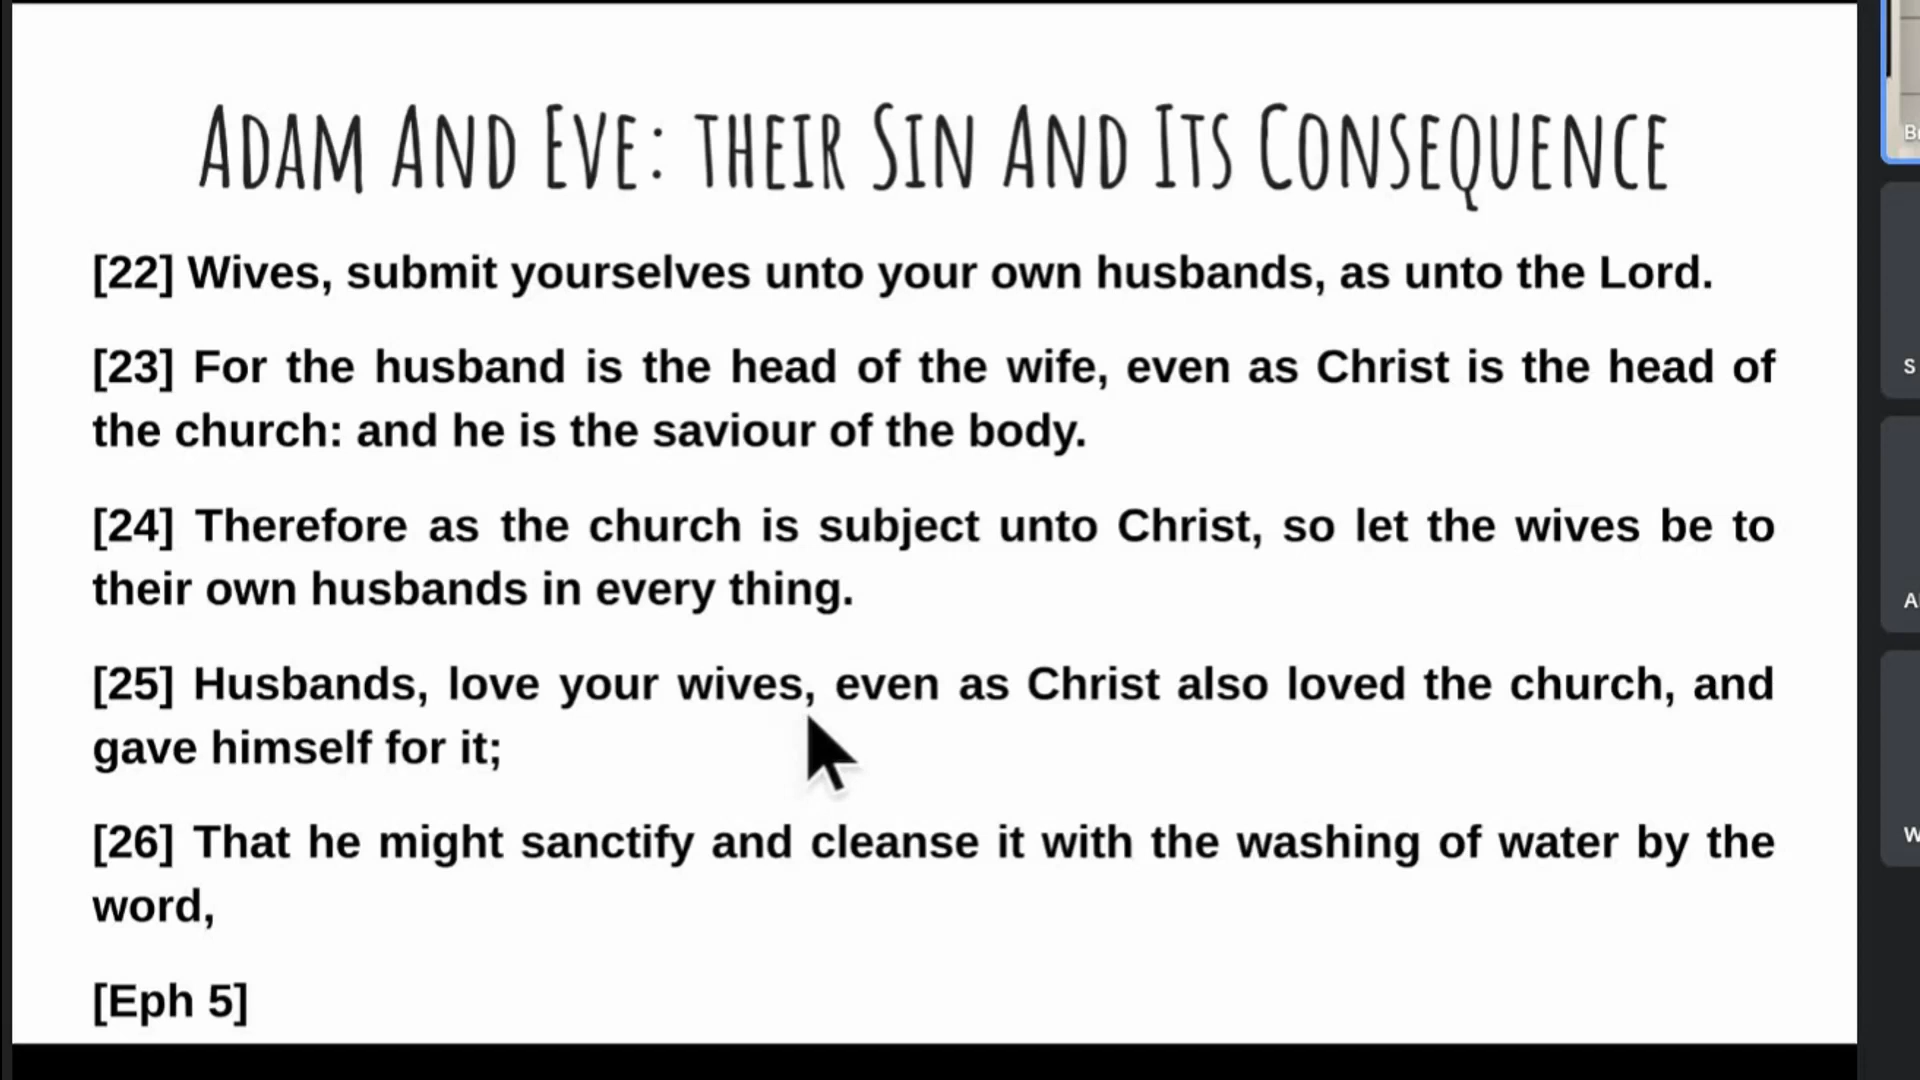 Adam And Eve: their Sin And Its Consequence
[22] Wives, submit yourselves unto your own husbands, as unto the Lord.
[23] For the husband is the head of the wife, even as Christ is the head of
the church: and he is the saviour of the body.
[24] Therefore as the church is subject unto Christ, so let the wives be to
their own husbands in every thing.
[25] Husbands, love your wives, even as Christ also loved the church, and
gave himself for it;
[26] That he might sanctify and cleanse it with the washing of water by the
word,
[Eph 5]